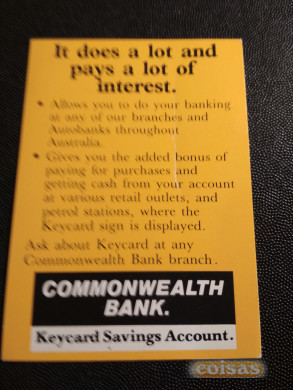 It does a lot and
pays a lot of
interest.
• Allows you to do your banking
at any of our branches and
Autobanks throughout
Australia.
• Gives you the added bonus of
paying for purchases and
getting cash from your account
at various retail outlets, and
petrol stations, where the
Keycard sign is displayed.
Ask about Keycard at any
Commonwealth Bank branch.
COMMONWEALTH
BANK.
Keycard Savings Account.
coisas